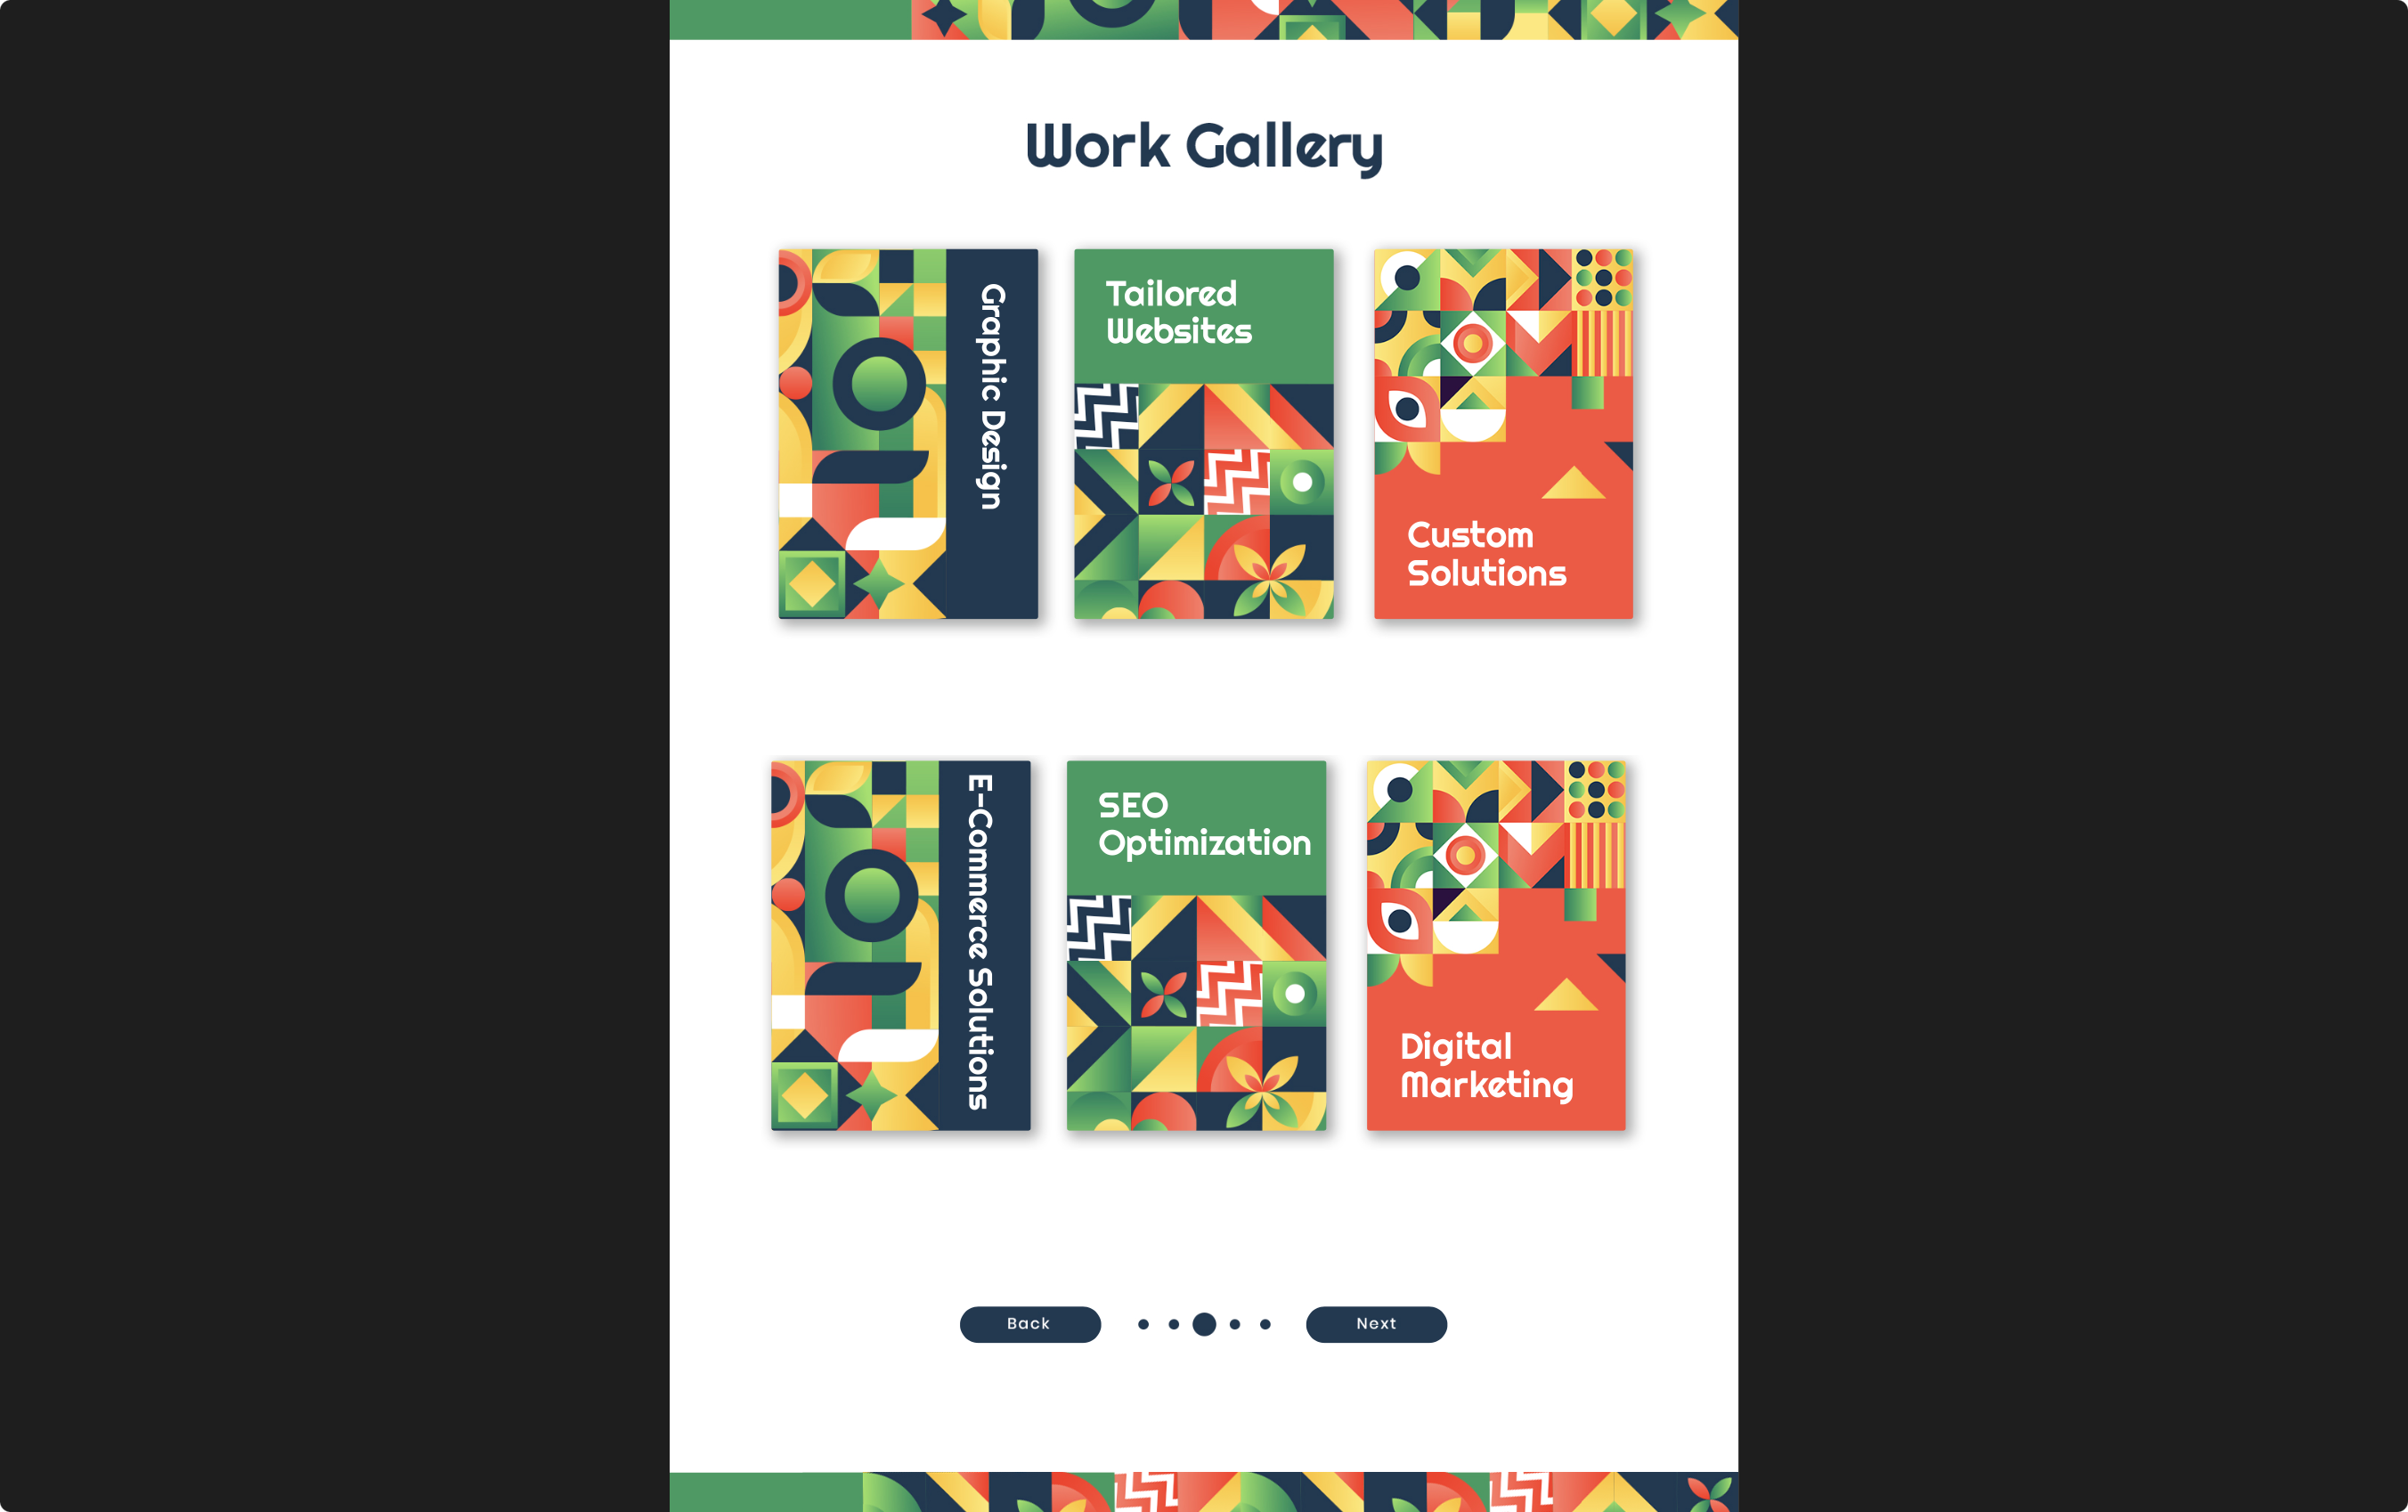 Work Gallery
Graphic Design
Tailored
Websites
Custom
Solutions
E-Commerce Solutions
SEO
Optimization
Digital
Marketing
Back
Next